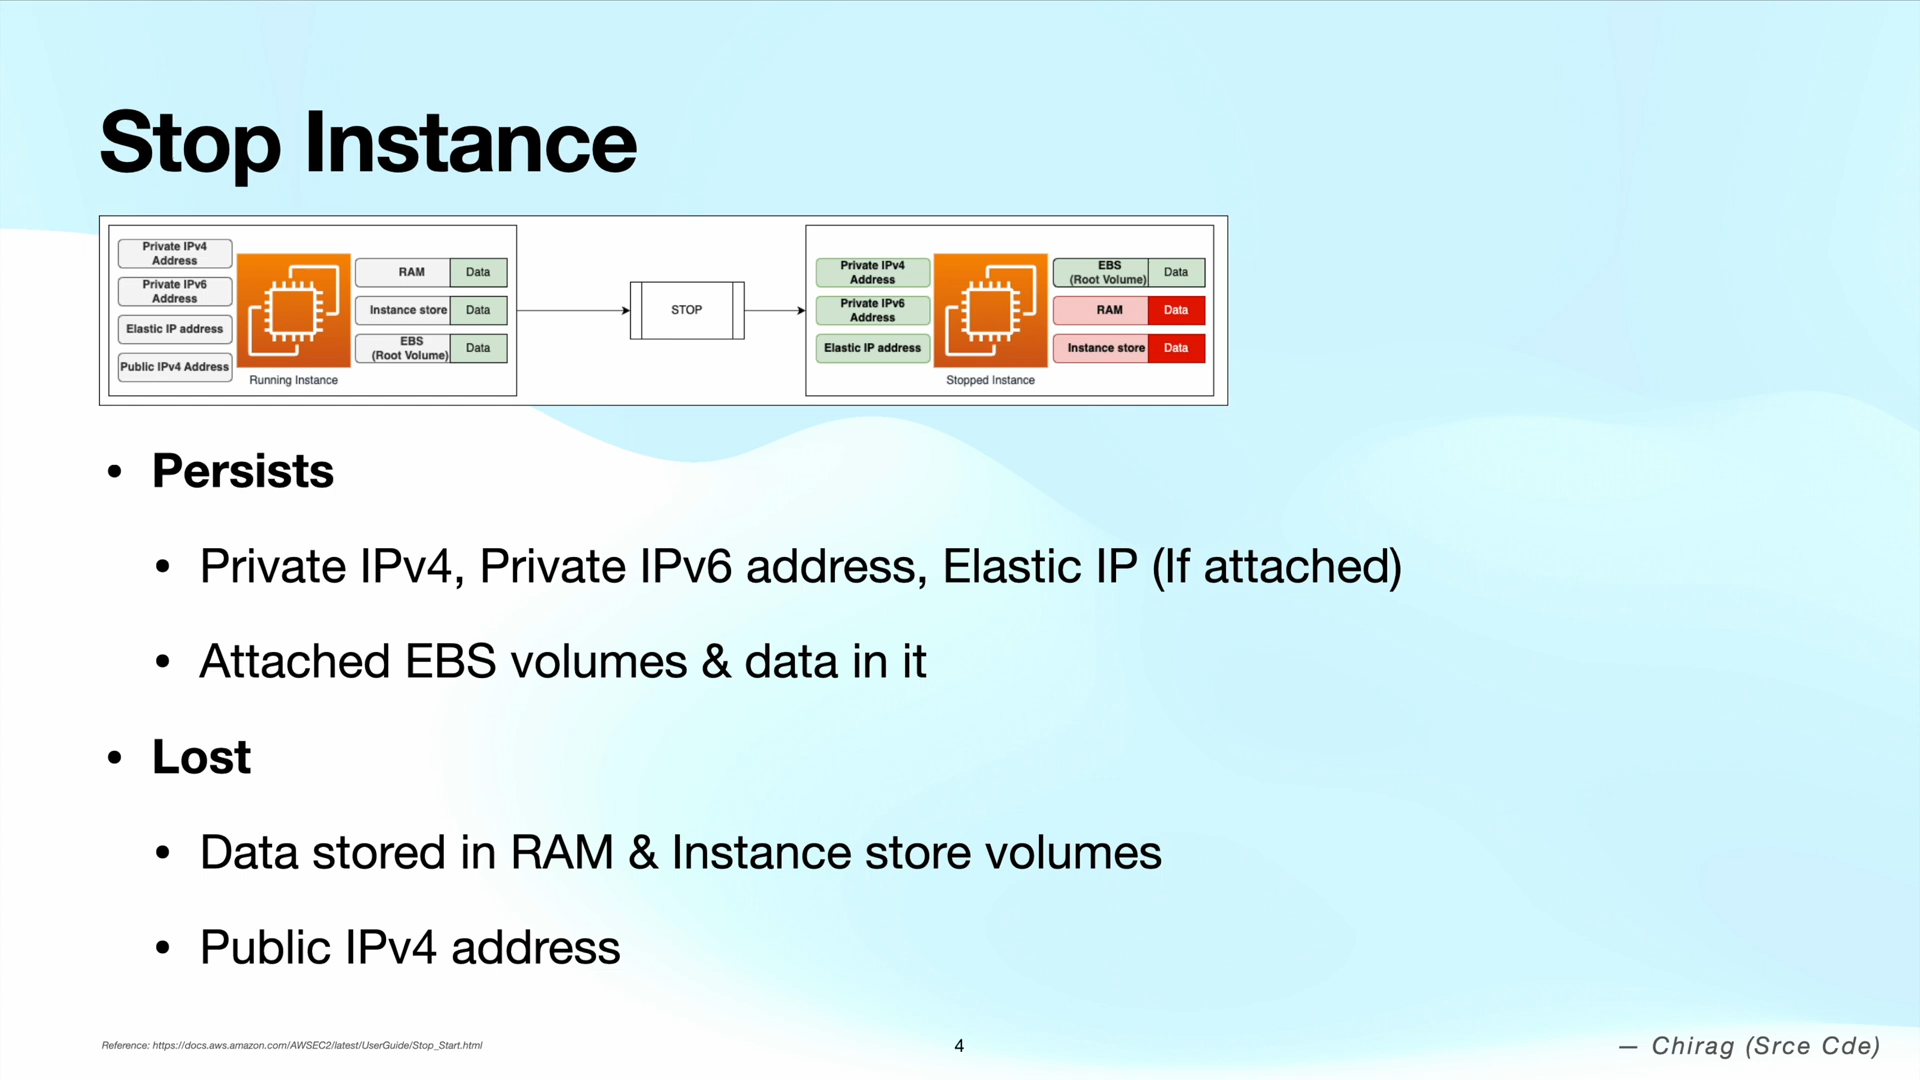 Stop Instance
Private IPv4
Address
Private IPv6
Address
Elastic IP address
Public IPv4 Address
Running Instance
RAM Data
Instance store Data
EBS
(Root Volume) Data
STOP
Private IPv4
Address
Private IPv6
Address
Elastic IP address
Stopped Instance
EBS
(Root Volume) Data
RAM Data
Instance store Data
• Persists
• Private IPv4, Private IPv6 address, Elastic IP (If attached)
• Attached EBS volumes & data in it
• Lost
• Data stored in RAM & Instance store volumes
• Public IPv4 address
Reference: https://docs.aws.amazon.com/AWSEC2/latest/UserGuide/Stop_Start.html
4
— Chirag (Srce Cde)